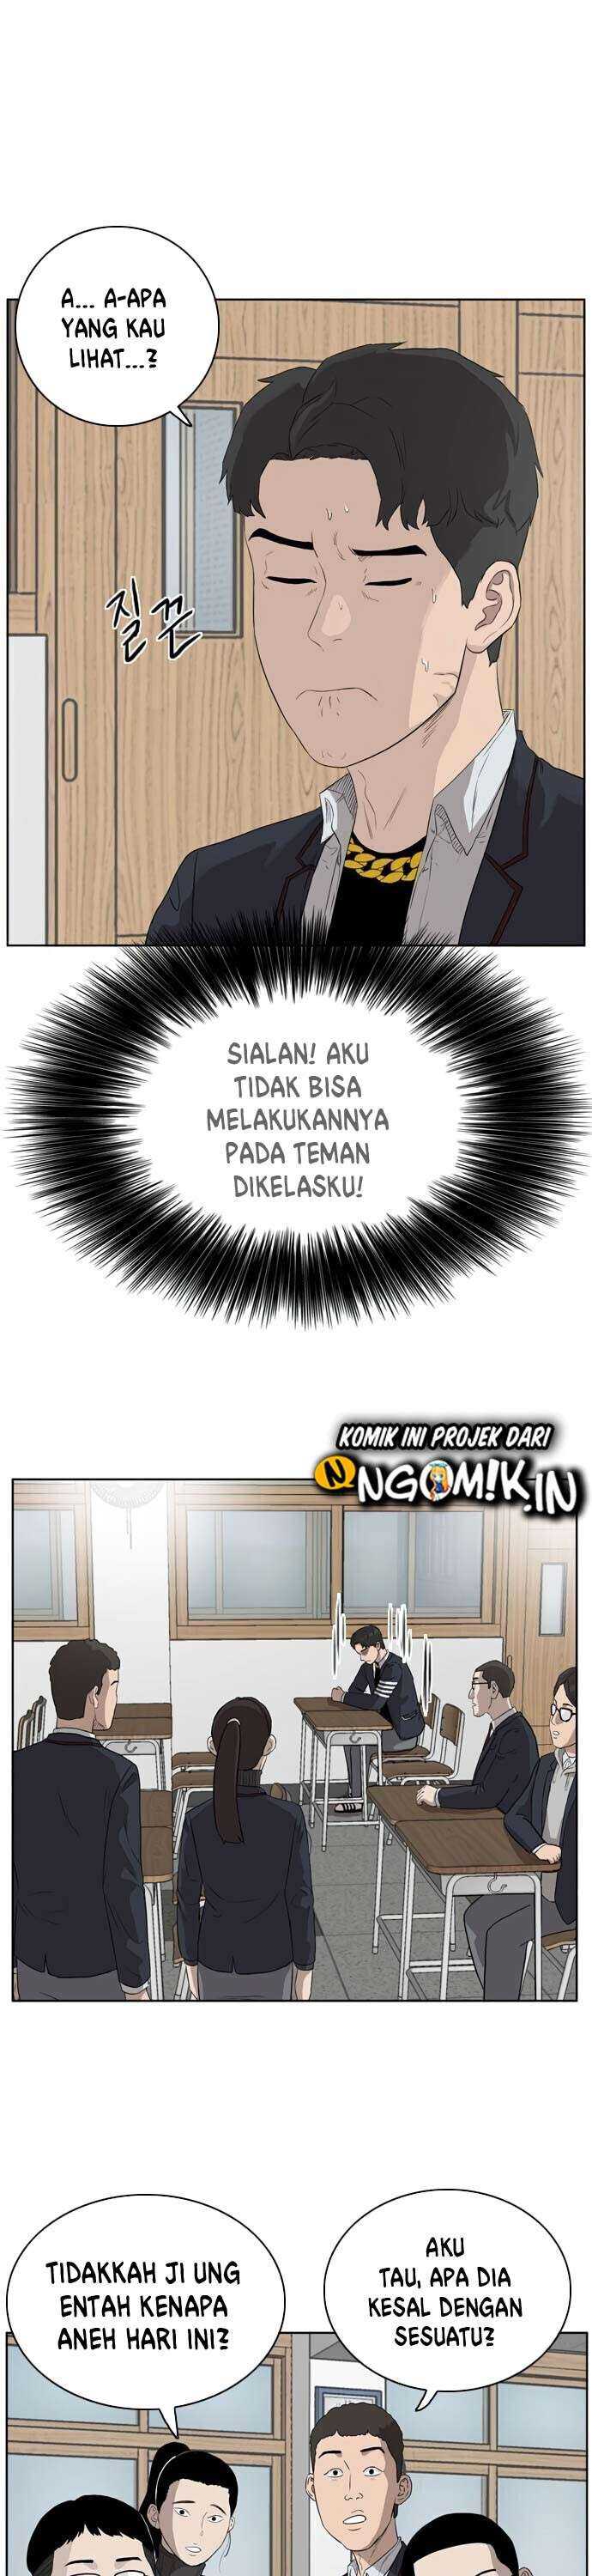 A... A-APA
YANG KAU
LIHAT...?
질끈
SIALAN! AKU
TIDAK BISA
MELAKUKANNYA
PADA TEMAN
DIKELASKU!
KOMIK INI PROJEK DARI
N NGOM!K.IN
TIDAKKAH JI UNG
ENTAH KENAPA
ANEH HARI INI?
AKU
TAU, APA DIA
KESAL DENGAN
SESUATU?